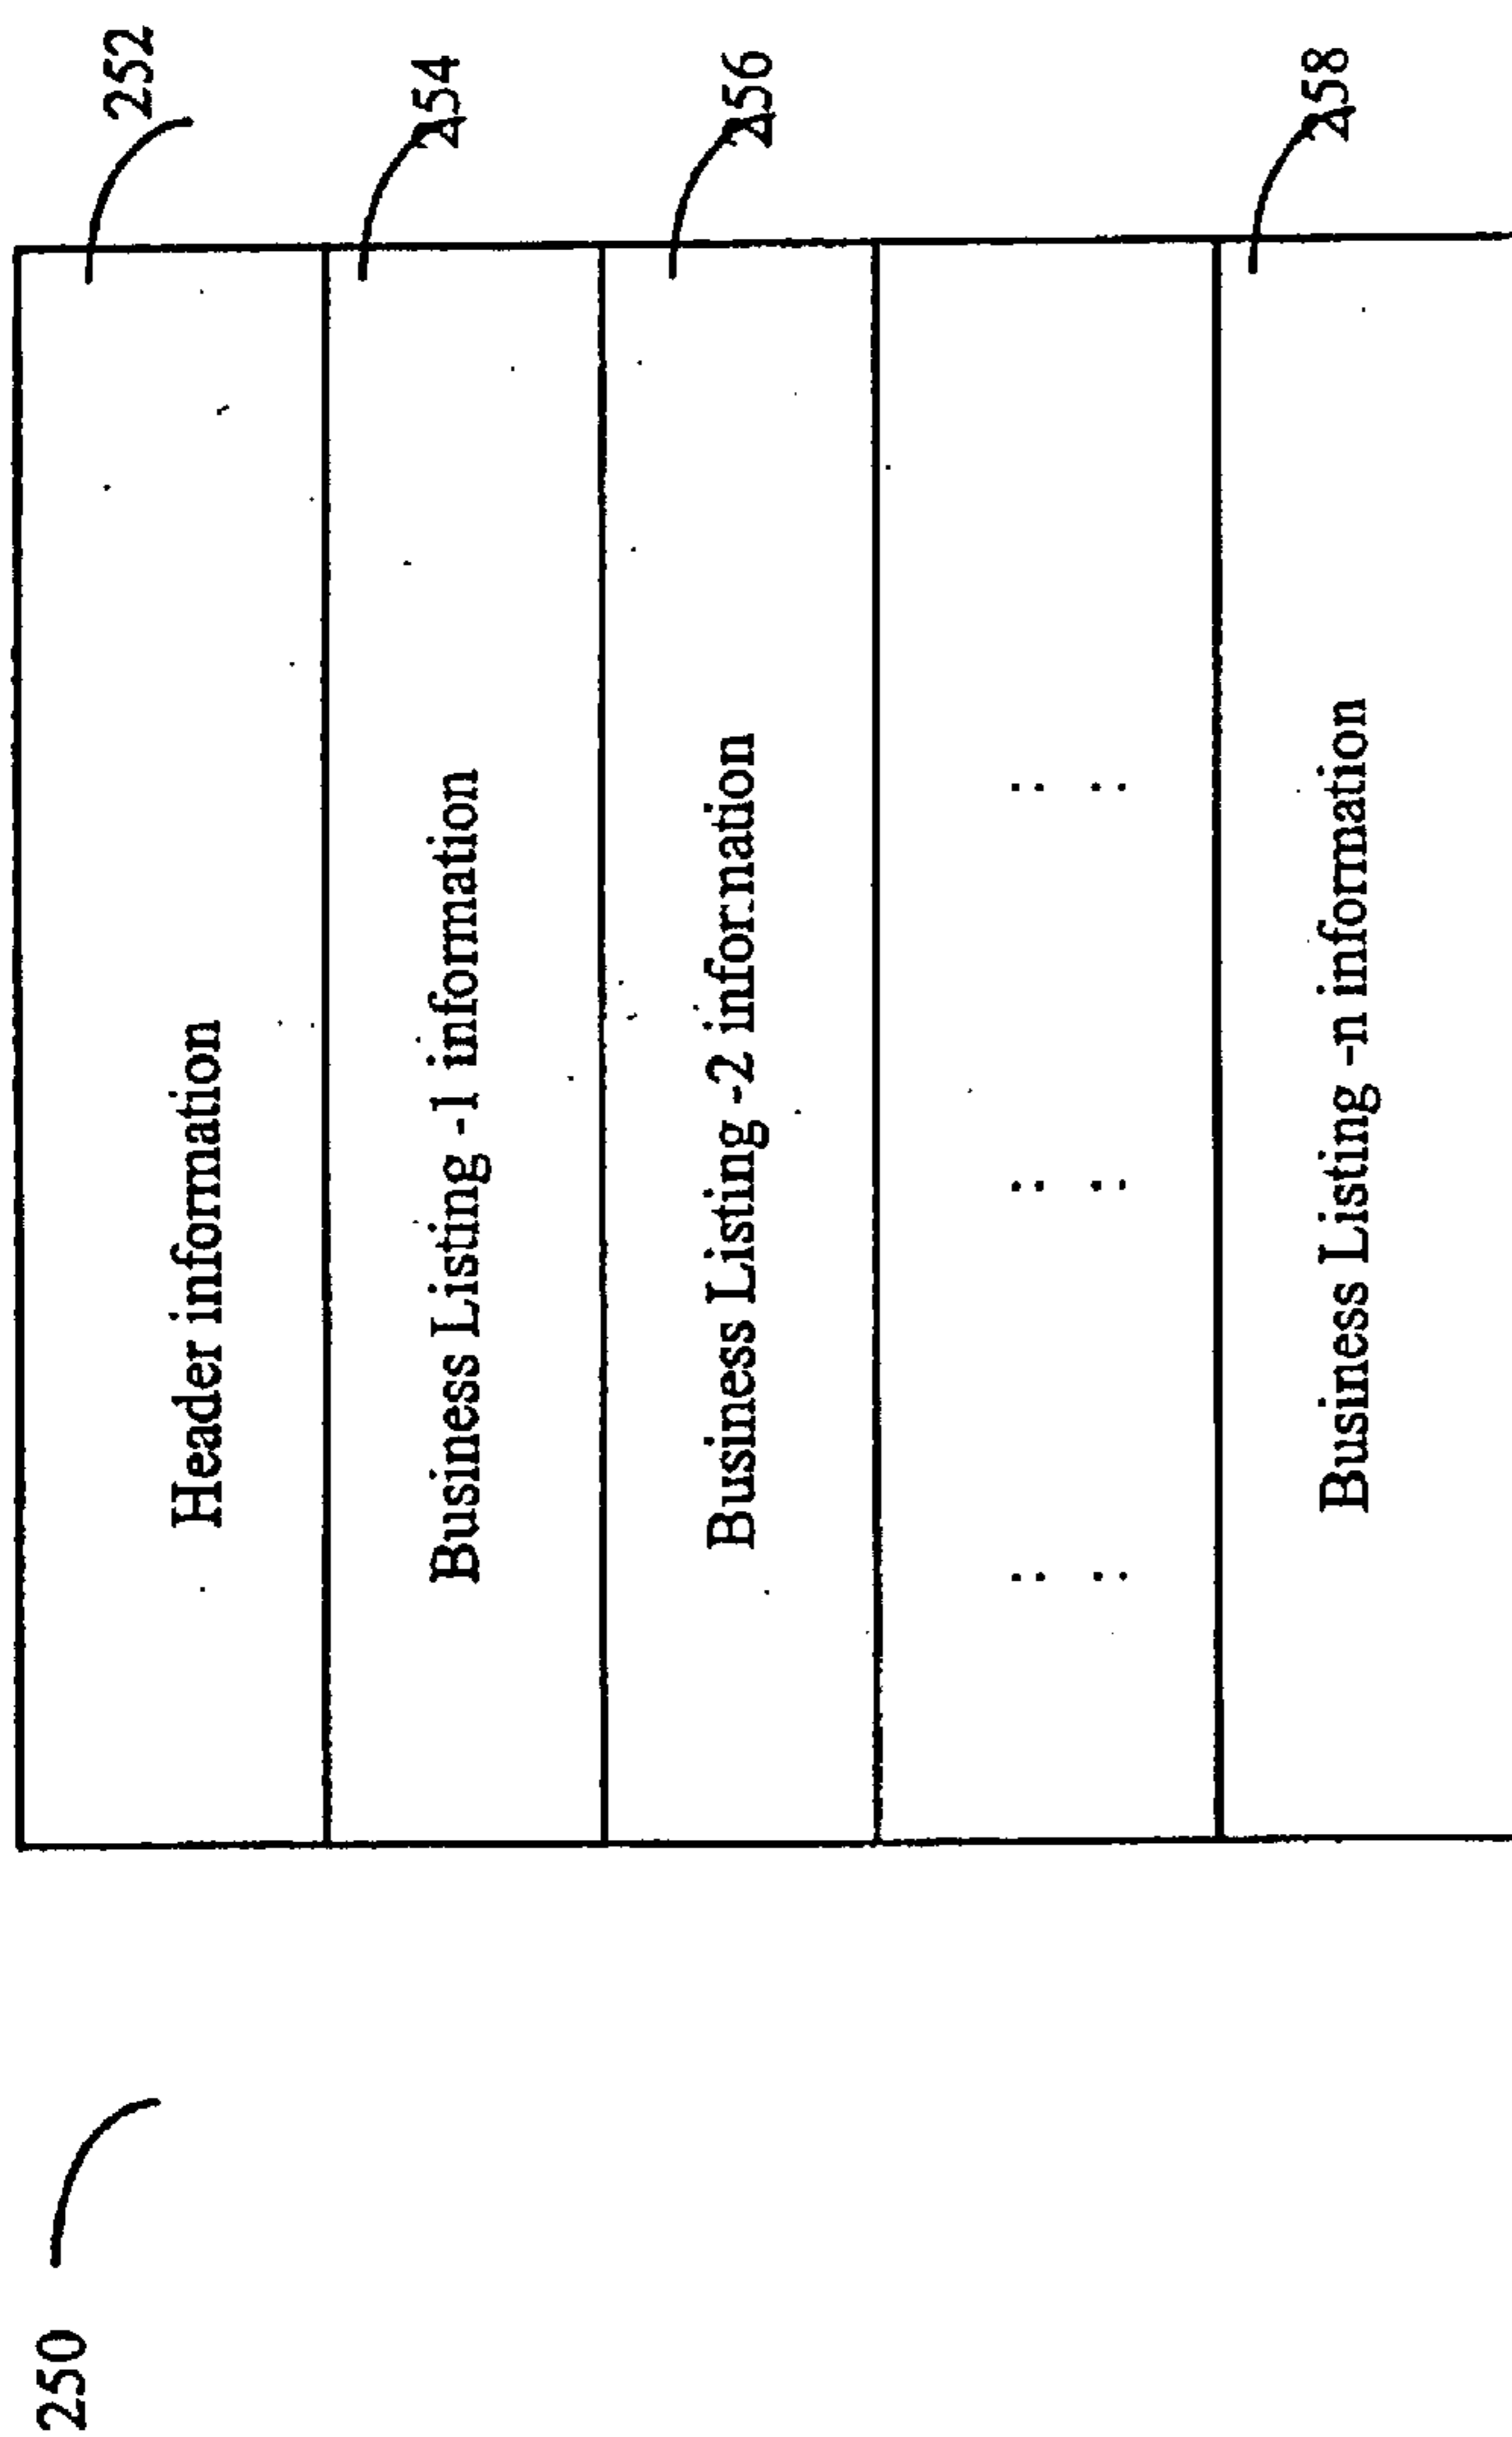 250
252
Header information
254
Business Listing -1 information
256
Business Listing -2 information
258
Business Listing -n information